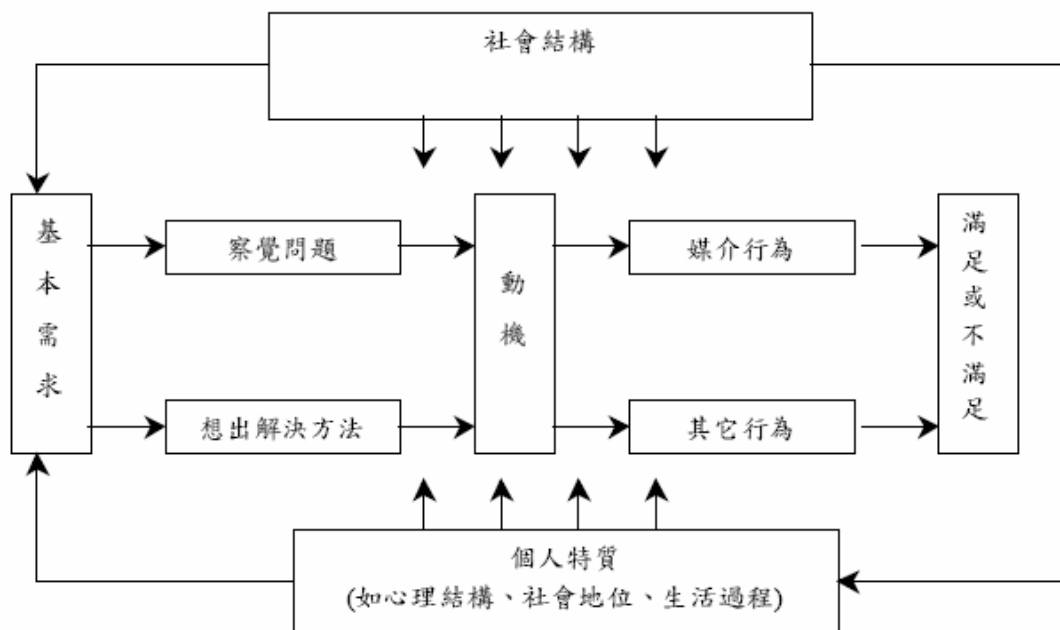 社會結構
基本需求
察覺問題
想出解決方法
動機
媒介行為
其它行為
滿足或不滿足
個人特質
(如心理結構、社會地位、生活過程)